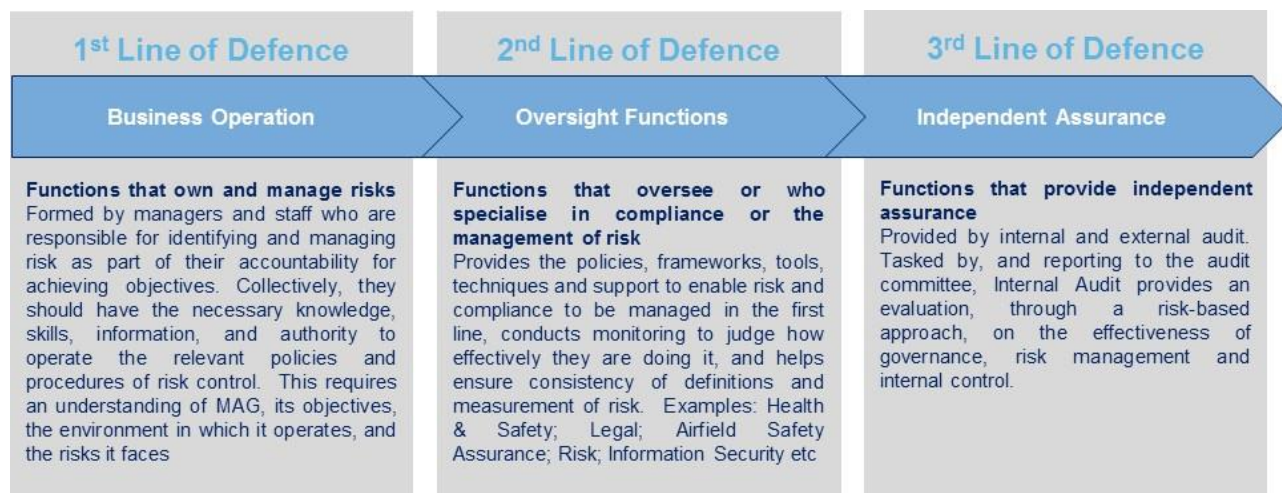 1st Line of Defence
Business Operation
Functions that own and manage risks
Formed by managers and staff who are
responsible for identifying and managing
risk as part of their accountability for
achieving objectives. Collectively, they
should have the necessary knowledge,
skills, information, and authority to
operate the relevant policies and
procedures of risk control. This requires
an understanding of MAG, its objectives,
the environment in which it operates, and
the risks it faces
2nd Line of Defence
Oversight Functions
Functions that oversee or who
specialise in compliance or the
management of risk
Provides the policies, frameworks, tools,
techniques and support to enable risk and
compliance to be managed in the first
line, conducts monitoring to judge how
effectively they are doing it, and helps
ensure consistency of definitions and
measurement of risk. Examples: Health
& Safety; Legal; Airfield Safety
Assurance; Risk; Information Security etc
3rd Line of Defence
Independent Assurance
Functions that provide independent
assurance
Provided by internal and external audit.
Tasked by, and reporting to the audit
committee, Internal Audit provides an
evaluation, through a risk-based
approach, on the effectiveness of
governance, risk management and
internal control.